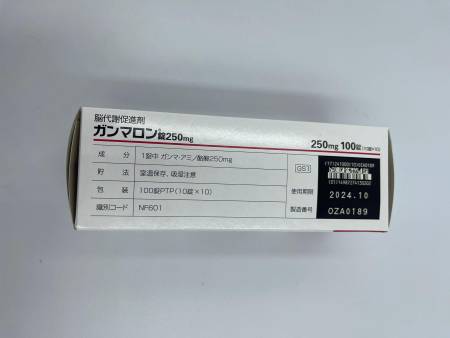 脳代謝促進剤
ガンマロン錠250mg
250mg 100錠(10錠×10)
成 分 1錠中 ガンマ-アミノ酪酸250mg
貯 法 室温保存、吸湿注意
包 装 100錠PTP(10錠×10)
識別コード NF601
GS1
使用期限 2024.10
製造番号 OZA0189